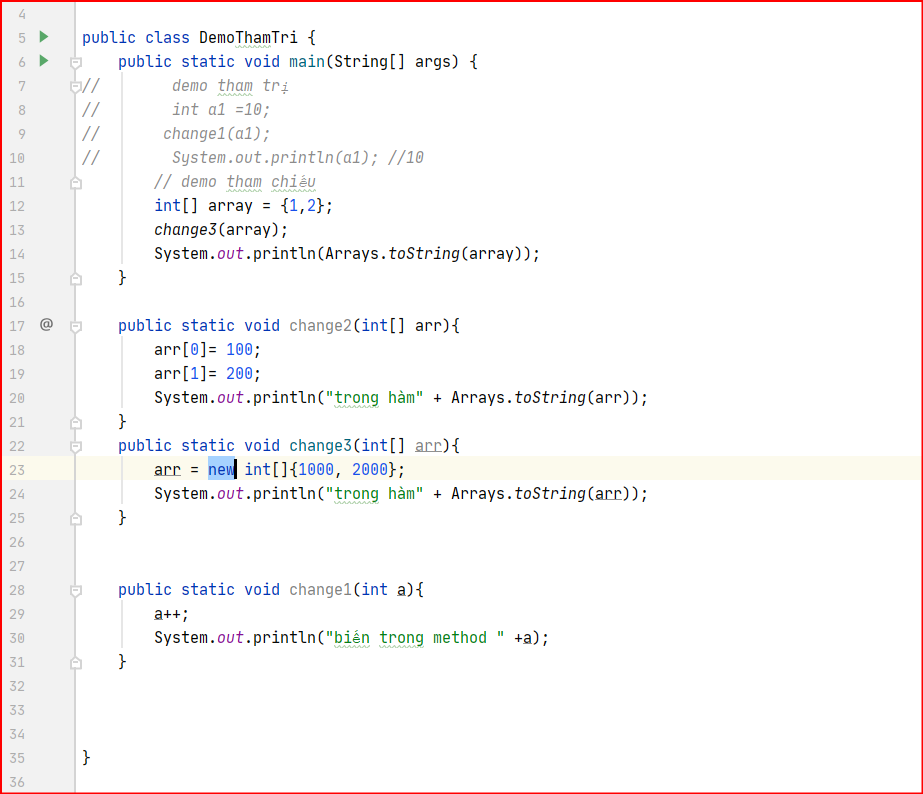 4
5 public class DemoThamTri {
6 public static void main(String[] args) {
7 // demo tham trị
8 // int a1 =10;
9 // change1(a1);
10 // System.out.println(a1); //10
11 // demo tham chiếu
12 int[] array = {1,2};
13 change3(array);
14 System.out.println(Arrays.toString(array));
15 }
16
17 @ public static void change2(int[] arr){
18 arr[0]= 100;
19 arr[1]= 200;
20 System.out.println("trong hàm" + Arrays.toString(arr));
21 }
22 public static void change3(int[] arr){
23 arr = new int[]{1000, 2000};
24 System.out.println("trong hàm" + Arrays.toString(arr));
25 }
26
27
28 public static void change1(int a){
29 a++;
30 System.out.println("biến trong method " +a);
31 }
32
33
34
35 }
36